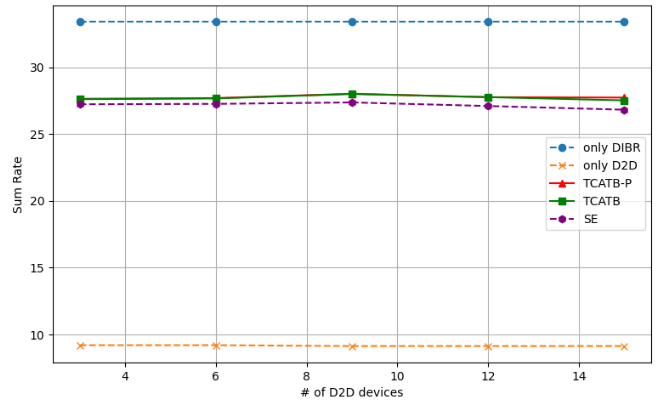 Sum Rate
30
25
20
15
10
4
6
8
10
12
14
# of D2D devices
only DIBR
only D2D
TCATB-P
TCATB
SE